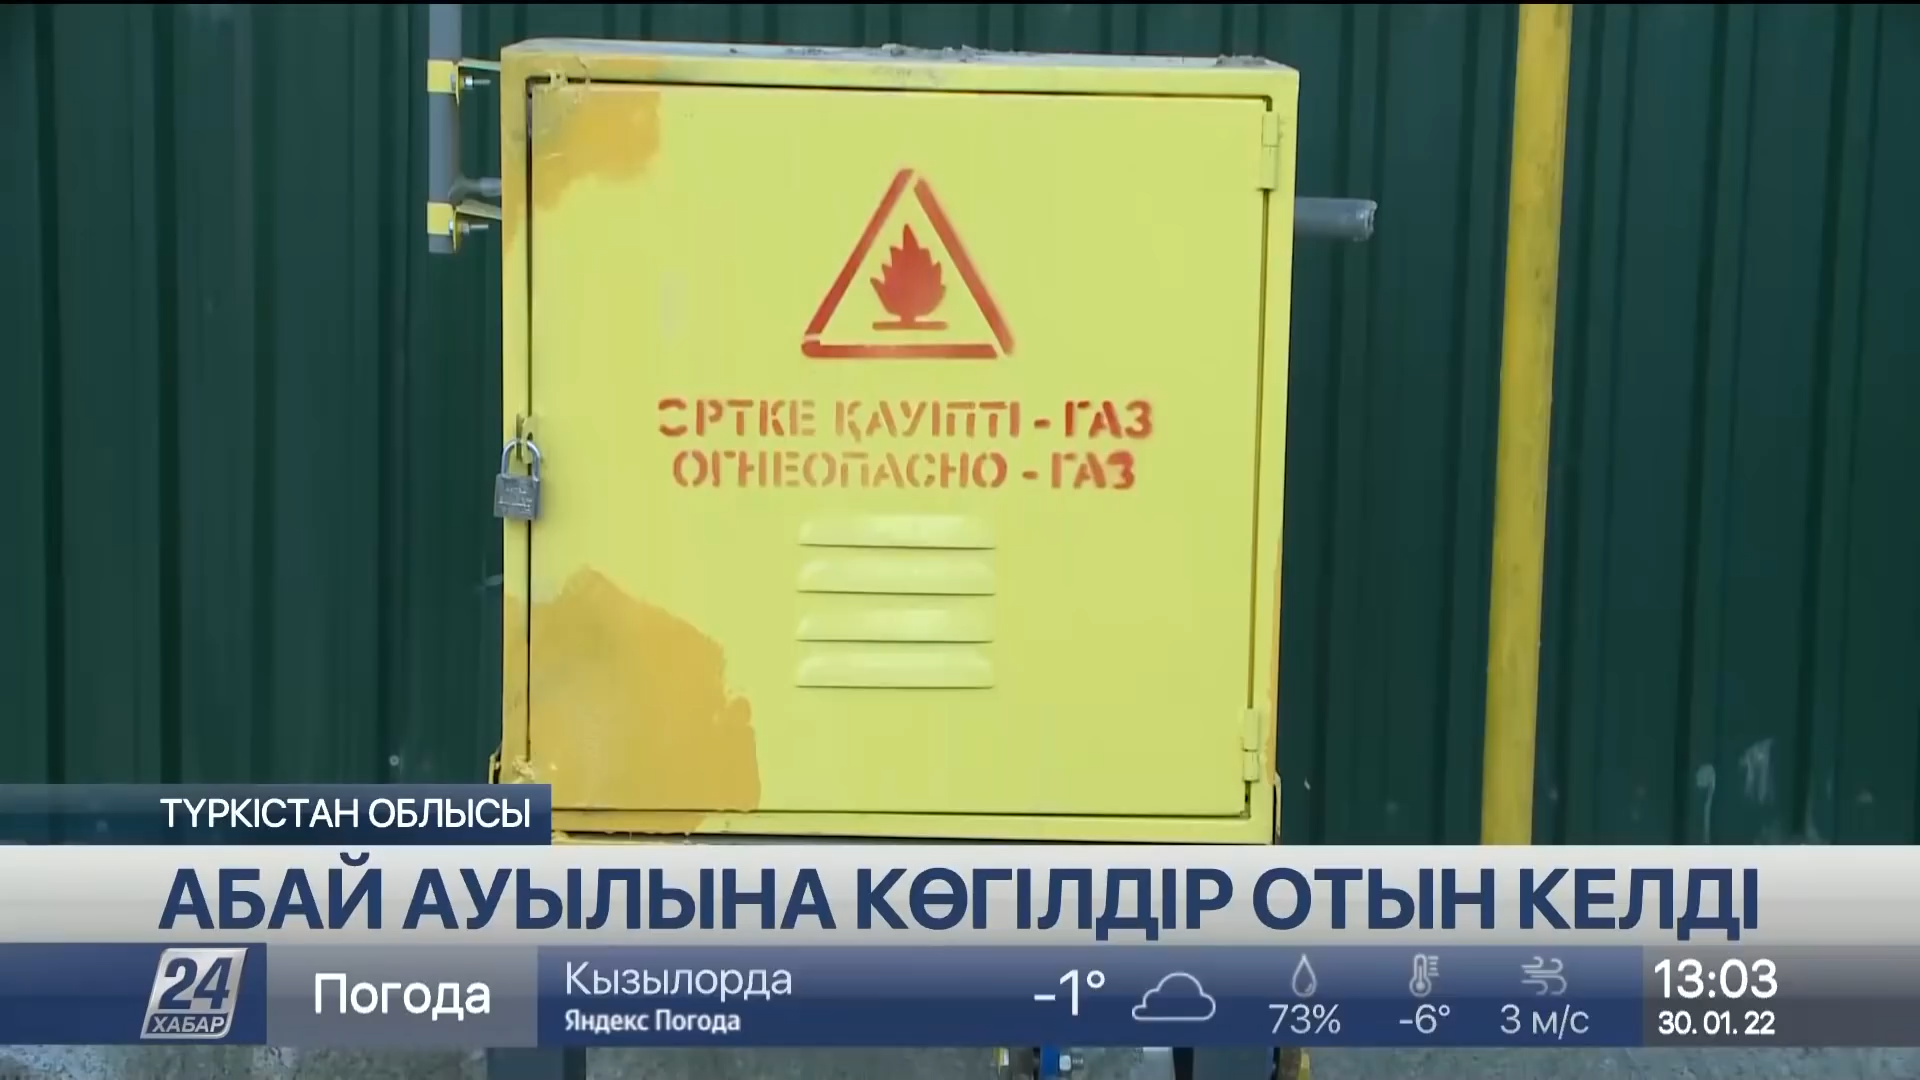 ӨРТКЕ ҚАУІПТІ - ГАЗ
ОГНЕОПАСНО - ГАЗ
ТҮРКІСТАН ОБЛЫСЫ
АБАЙ АУЫЛЫНА КӨГІЛДІР ОТЫН КЕЛДІ
24
ХАБАР
Погода
Кызылорда
Яндекс Погода
-1°
73%
-6°
3 м/с
13:03
30. 01. 22